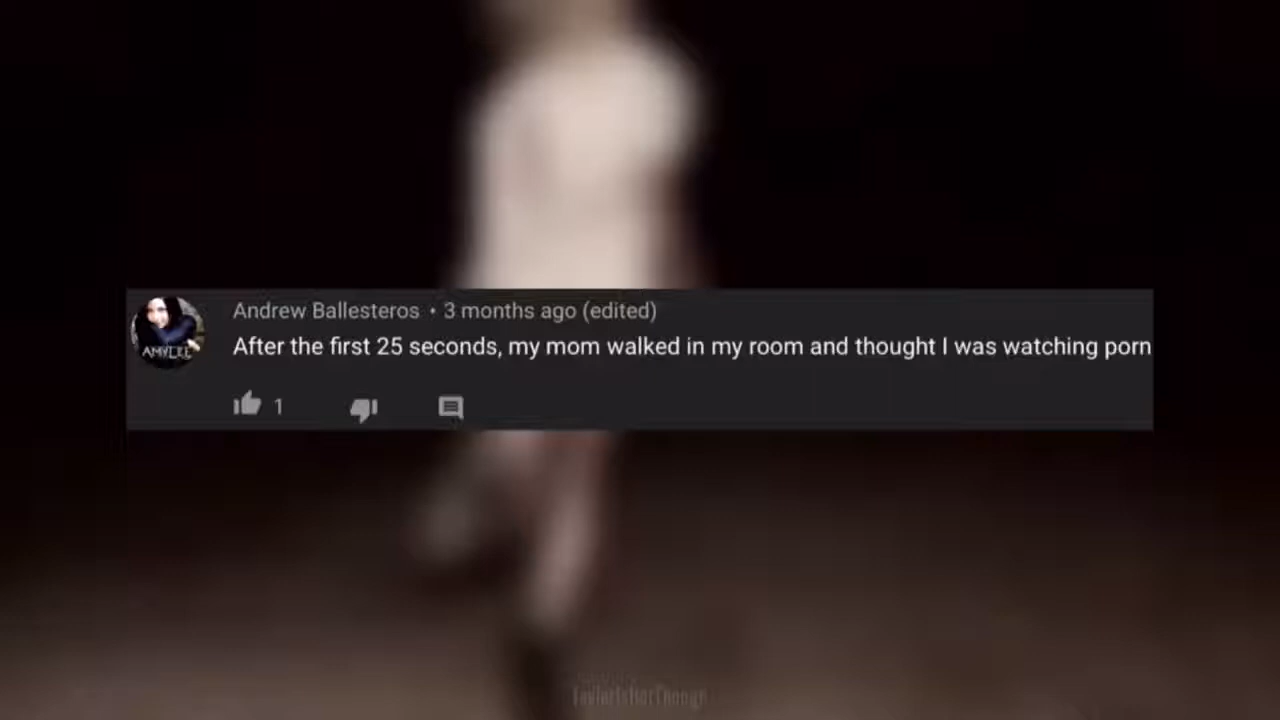 Andrew Ballesteros • 3 months ago (edited)
After the first 25 seconds, my mom walked in my room and thought I was watching porn
1
AMYLEE